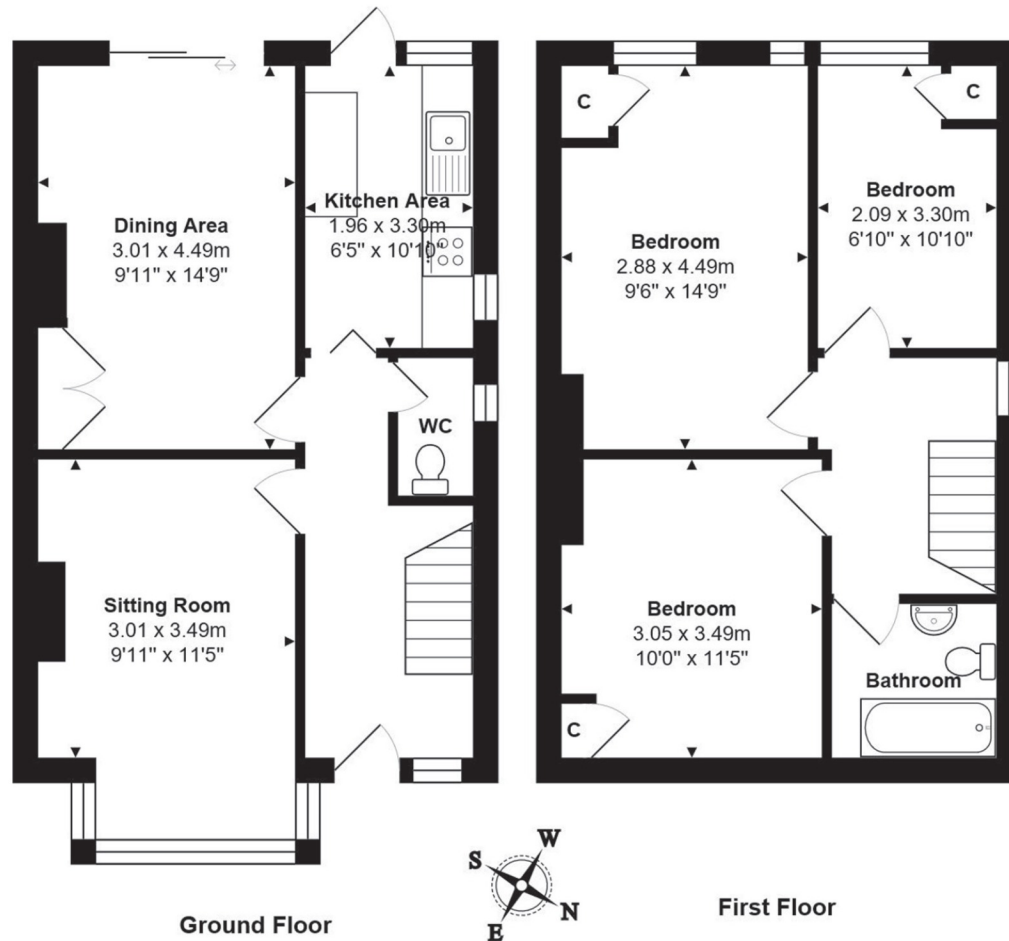 Dining Area
3.01 x 4.49m
9'11" x 14'9"
Kitchen Area
1.96 x 3.30m
6'5" x 10'10"
WC
Sitting Room
3.01 x 3.49m
9'11" x 11'5"
Ground Floor
C
C
Bedroom
2.88 x 4.49m
9'6" x 14'9"
Bedroom
2.09 x 3.30m
6'10" x 10'10"
Bedroom
3.05 x 3.49m
10'0" x 11'5"
C
Bathroom
First Floor
W
S
N
E